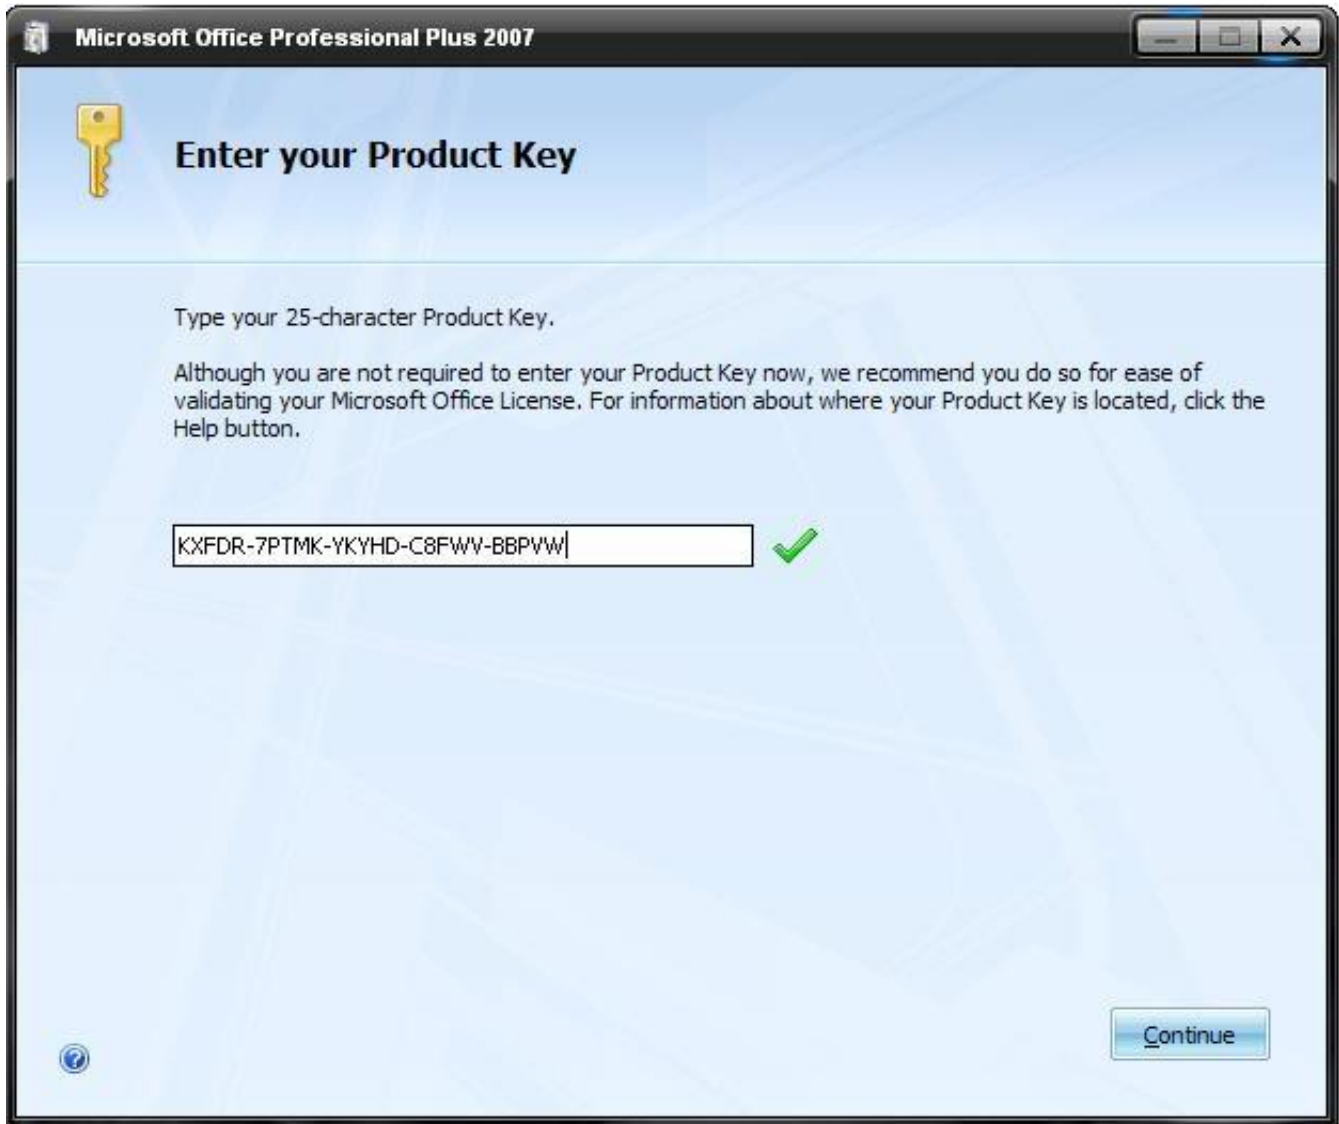 Microsoft Office Professional Plus 2007
Enter your Product Key
Type your 25-character Product Key.
Although you are not required to enter your Product Key now, we recommend you do so for ease of
validating your Microsoft Office License. For information about where your Product Key is located, click the
Help button.
KXFDR-7PTMK-YKYHD-C8FWV-BBPVW
Continue